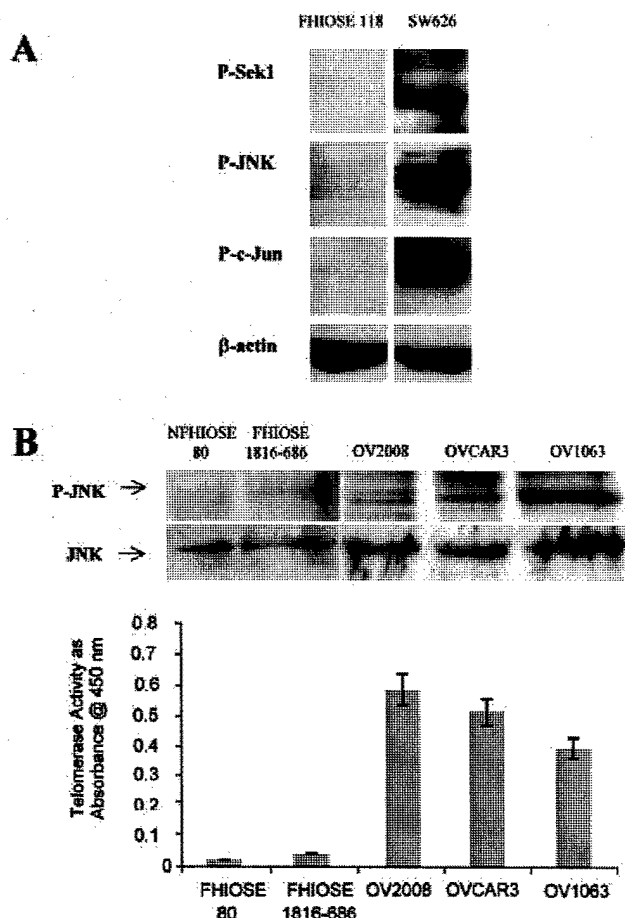 A
FHIOSE 118 SW626
P-Sek1
P-JNK
P-c-Jun
β-actin
B
NFHIOSE 80 FHIOSE 1816-686 OV2008 OVCAR3 OV1063
P-JNK →
JNK →
Telomerase Activity as
Absorbance @ 450 nm
0.8
0.7
0.6
0.5
0.4
0.3
0.2
0.1
0
FHIOSE 80 FHIOSE 1816-686 OV2008 OVCAR3 OV1063